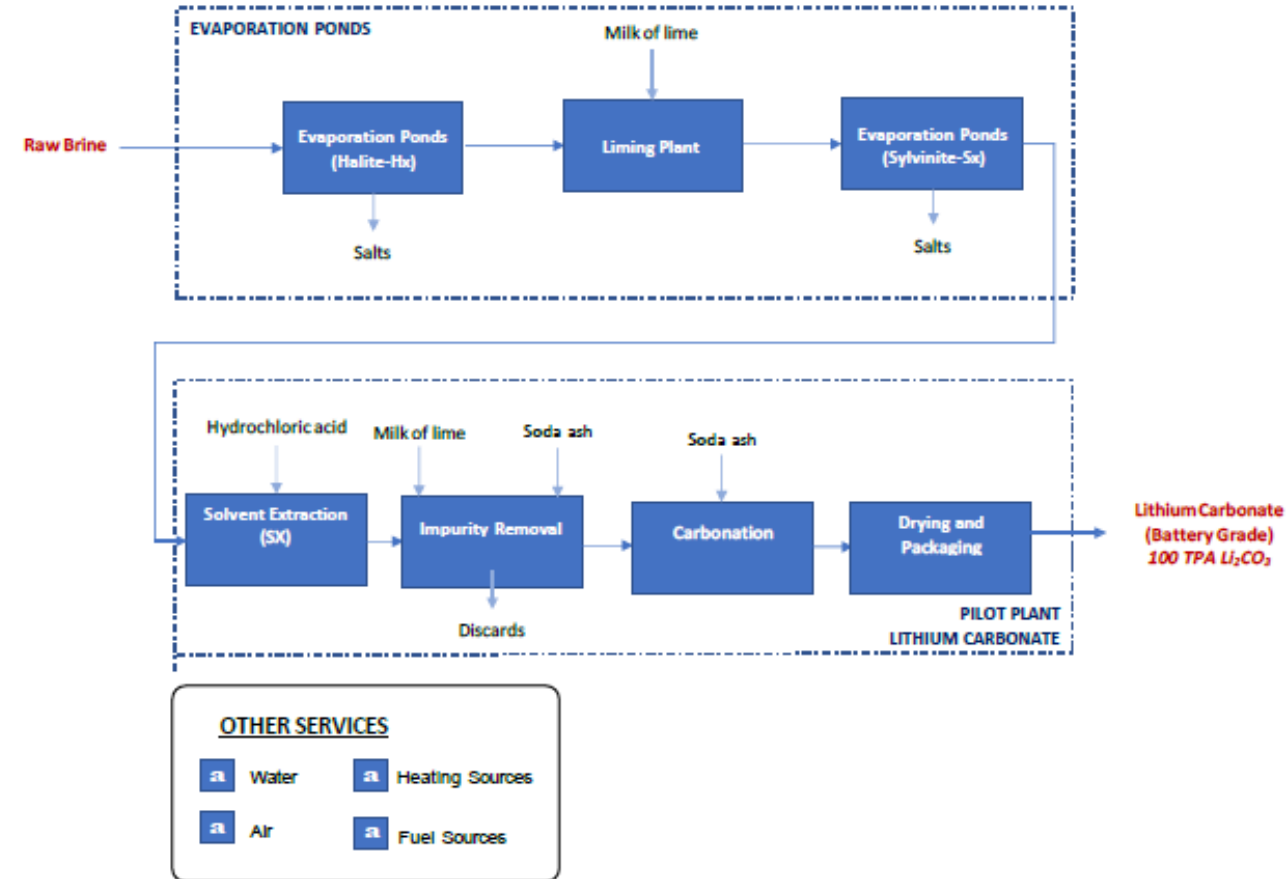 EVAPORATION PONDS
Milk of lime
Raw Brine
Evaporation Ponds
(Halite-Hx)
Liming Plant
Evaporation Ponds
(Sylvinite-Sx)
Salts
Salts
Hydrochloric acid
Milk of lime
Soda ash
Soda ash
Solvent Extraction
(SX)
Impurity Removal
Carbonation
Drying and
Packaging
Lithium Carbonate
(Battery Grade)
100 TPA Li₂CO₃
Discards
PILOT PLANT
LITHIUM CARBONATE
OTHER SERVICES
a Water
a Heating Sources
a Air
a Fuel Sources